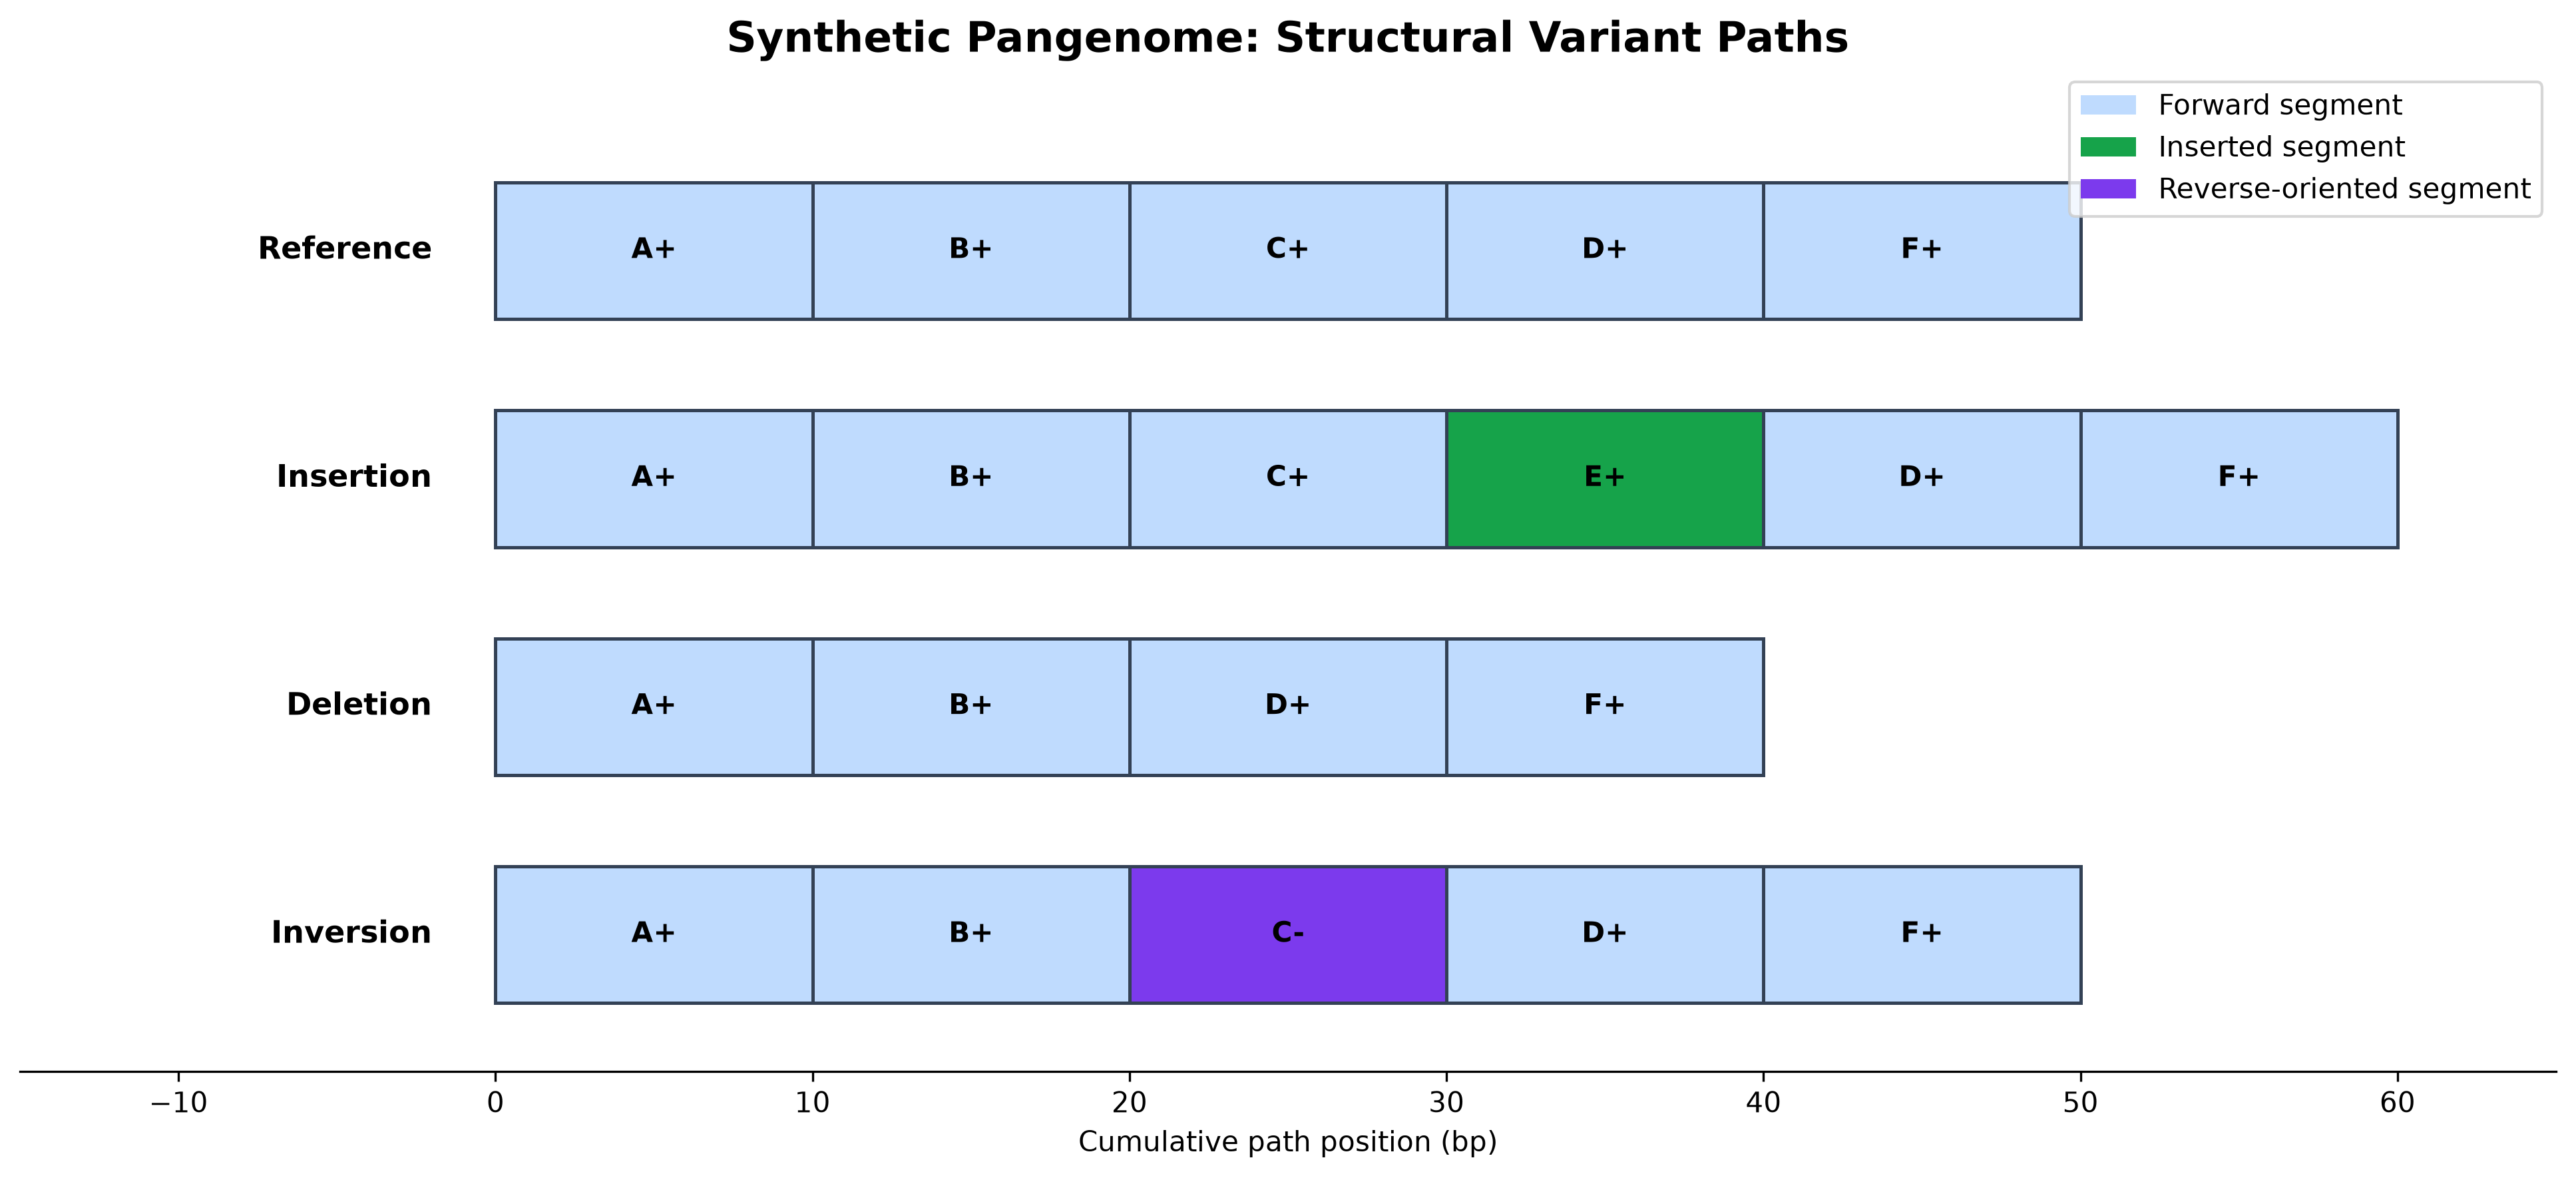 Synthetic Pangenome: Structural Variant Paths
Forward segment
Inserted segment
Reverse-oriented segment
Reference A+ B+ C+ D+ F+
Insertion A+ B+ C+ E+ D+ F+
Deletion A+ B+ D+ F+
Inversion A+ B+ C- D+ F+
−10 0 10 20 30 40 50 60
Cumulative path position (bp)